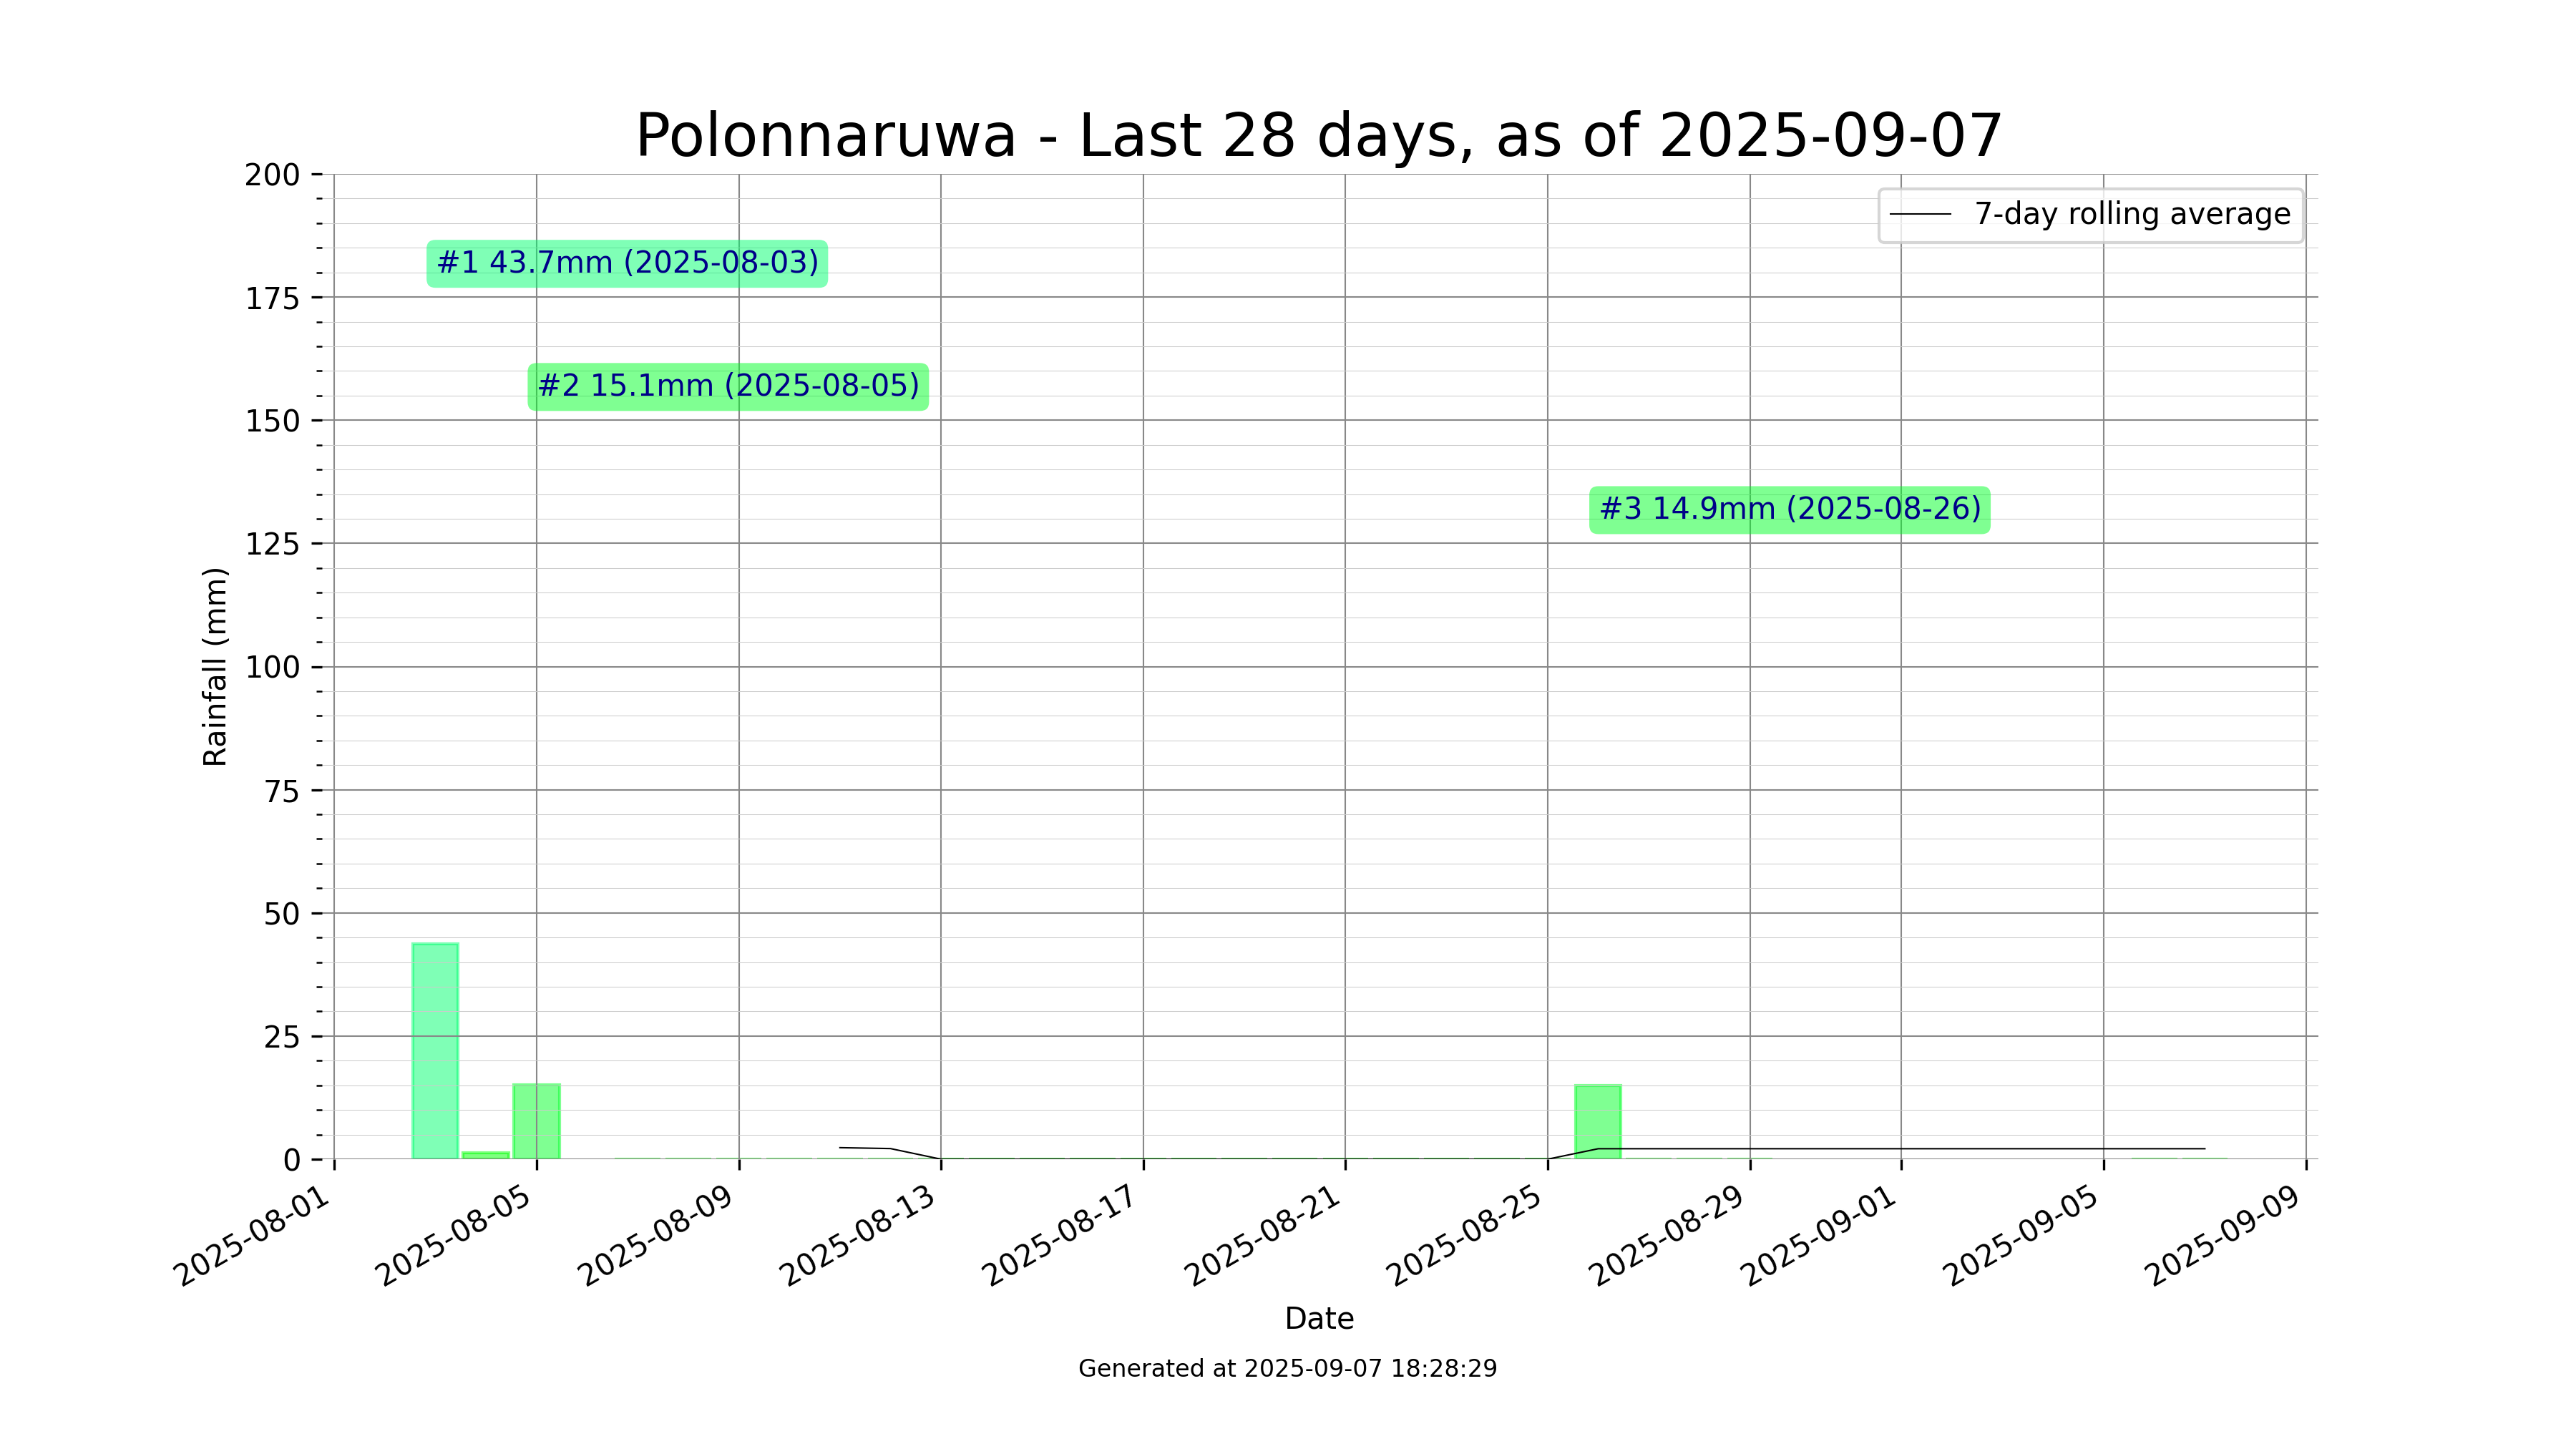 Polonnaruwa - Last 28 days, as of 2025-09-07
200
175
150
125
100
75
50
25
0
Rainfall (mm)
7-day rolling average
#1 43.7mm (2025-08-03)
#2 15.1mm (2025-08-05)
#3 14.9mm (2025-08-26)
2025-08-01
2025-08-05
2025-08-09
2025-08-13
2025-08-17
2025-08-21
2025-08-25
2025-08-29
2025-09-01
2025-09-05
2025-09-09
Date
Generated at 2025-09-07 18:28:29